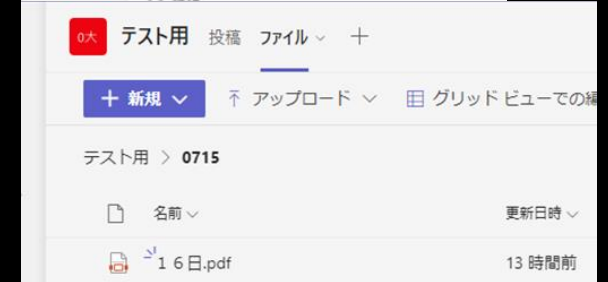 0大 テスト用 投稿 ファイル
新規 アップロード グリッド ビューでの編
テスト用 > 0715
名前 更新日時
16日.pdf 13 時間前